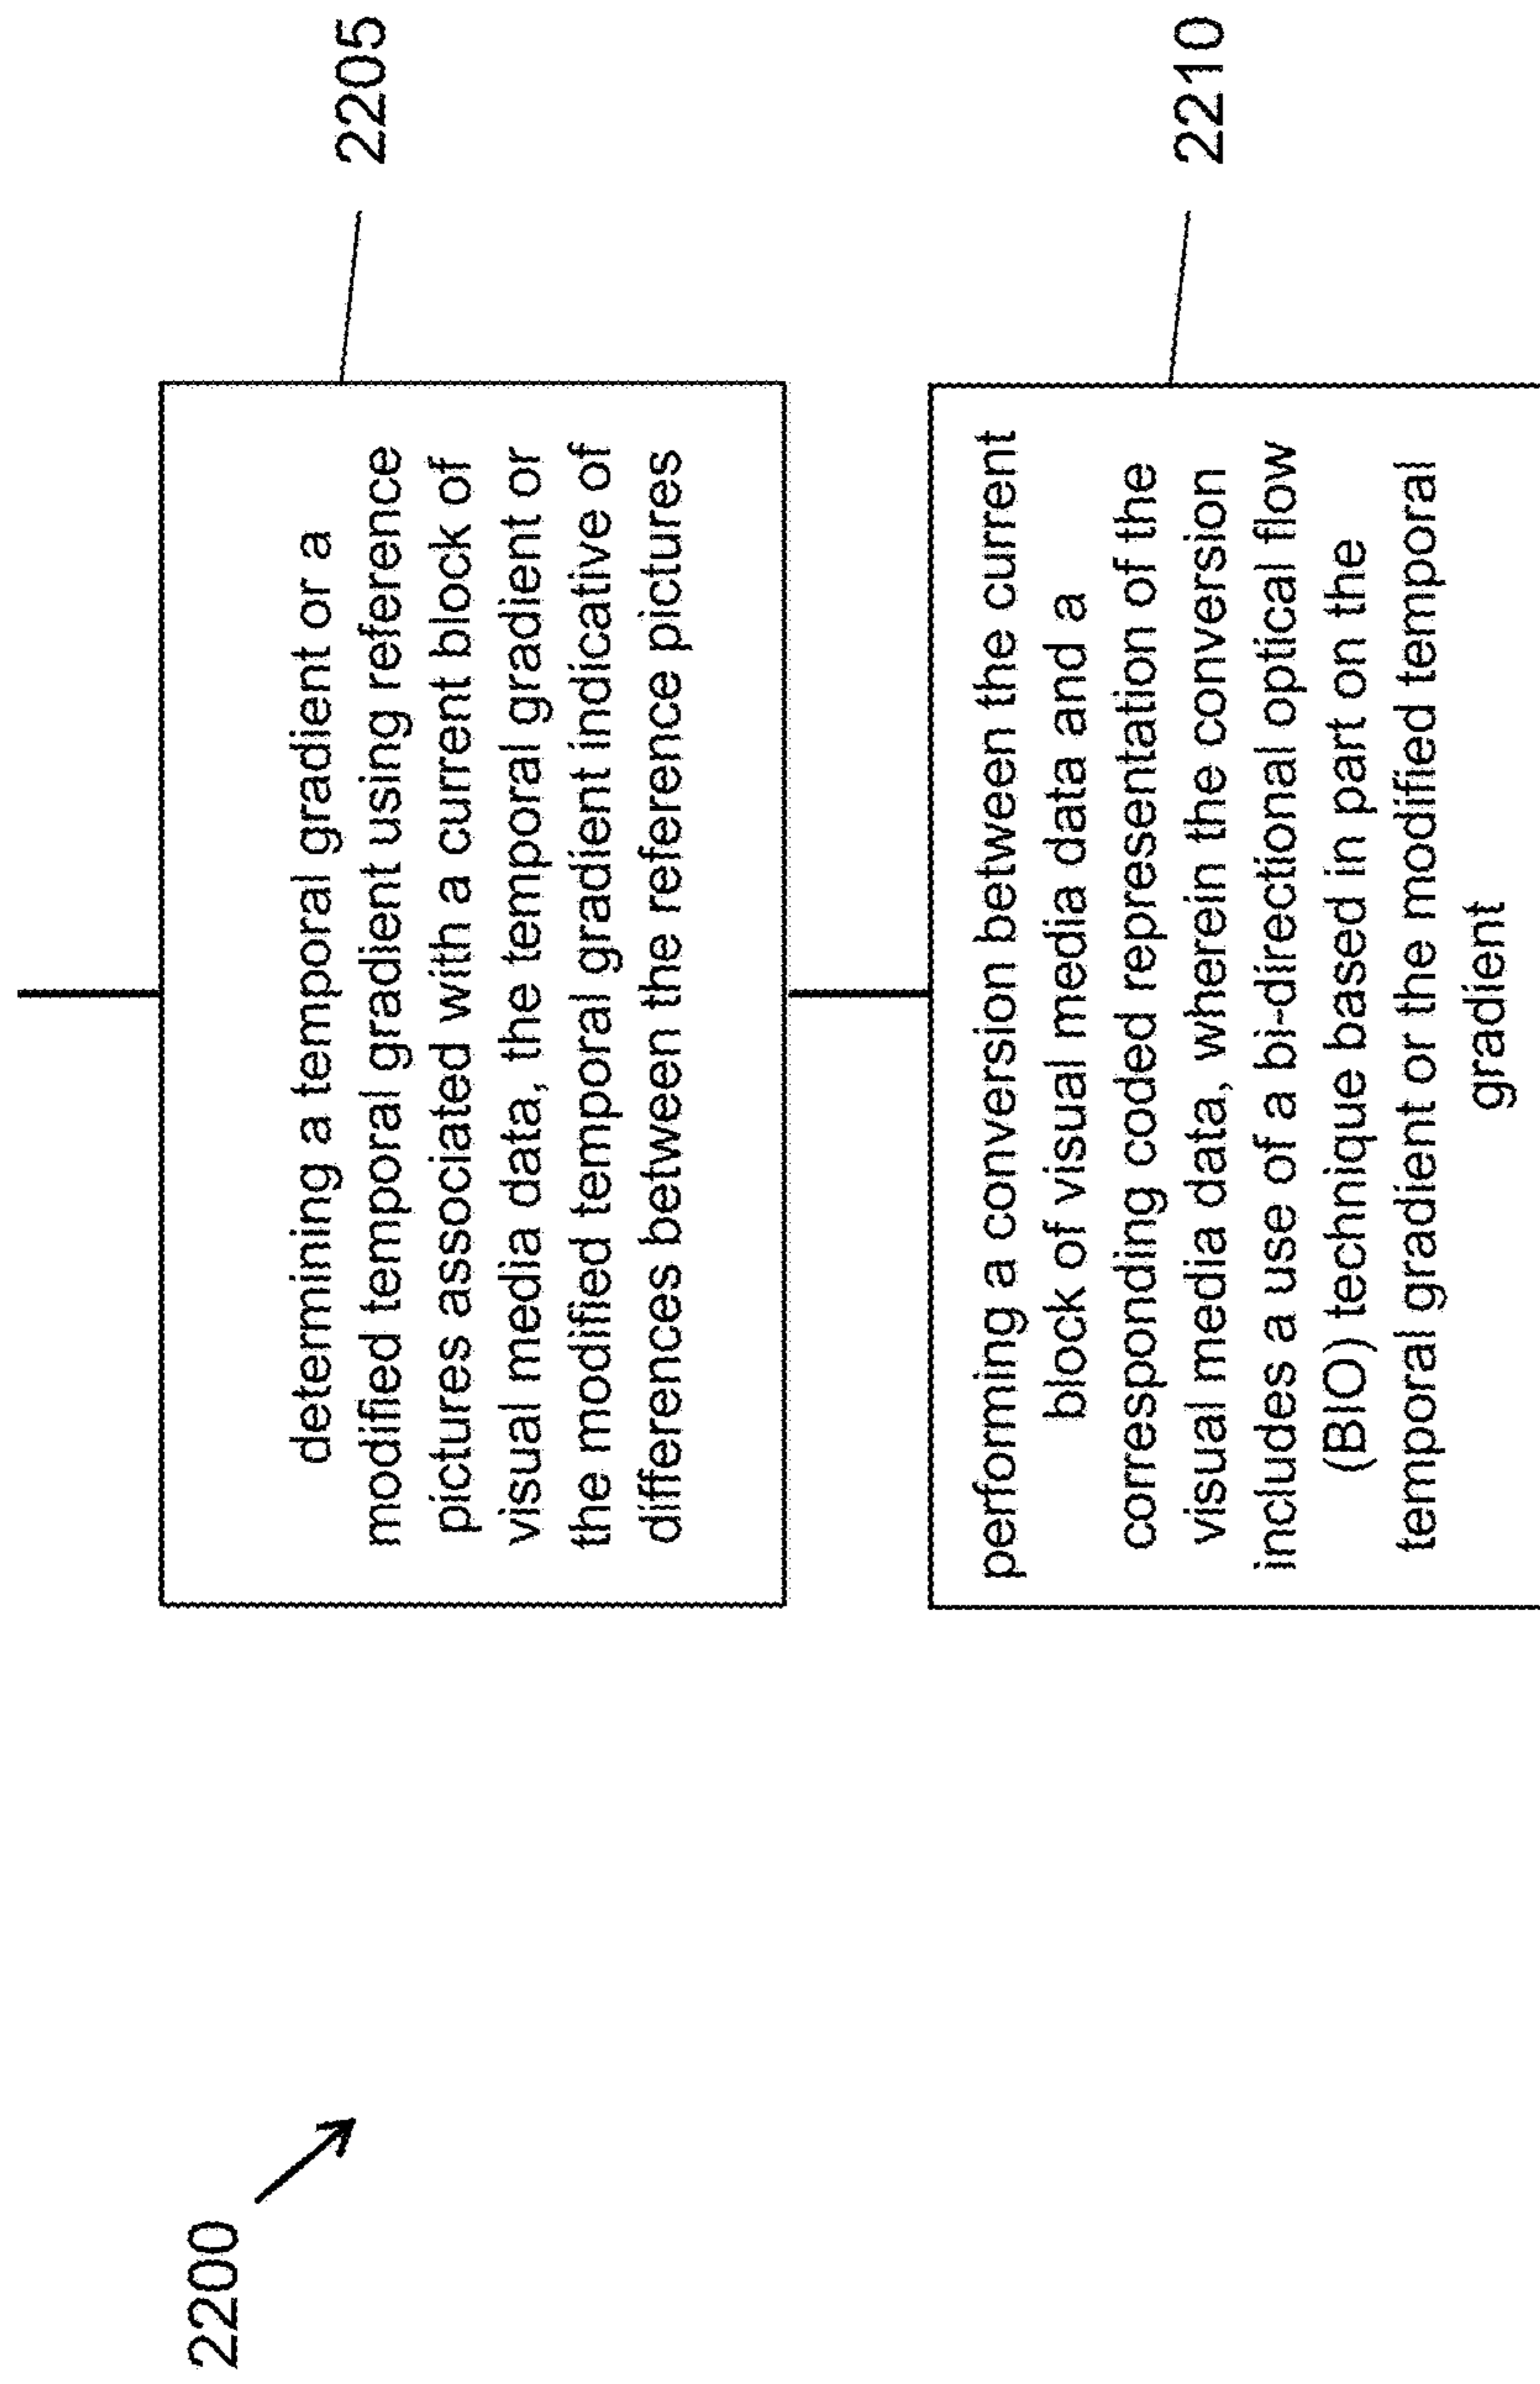 2200
determining a temporal gradient or a
modified temporal gradient using reference
pictures associated with a current block of
visual media data, the temporal gradient or
the modified temporal gradient indicative of
differences between the reference pictures
2205
performing a conversion between the current
block of visual media data and a
corresponding coded representation of the
visual media data, wherein the conversion
includes a use of a bi-directional optical flow
(BIO) technique based in part on the
temporal gradient or the modified temporal
gradient
2210